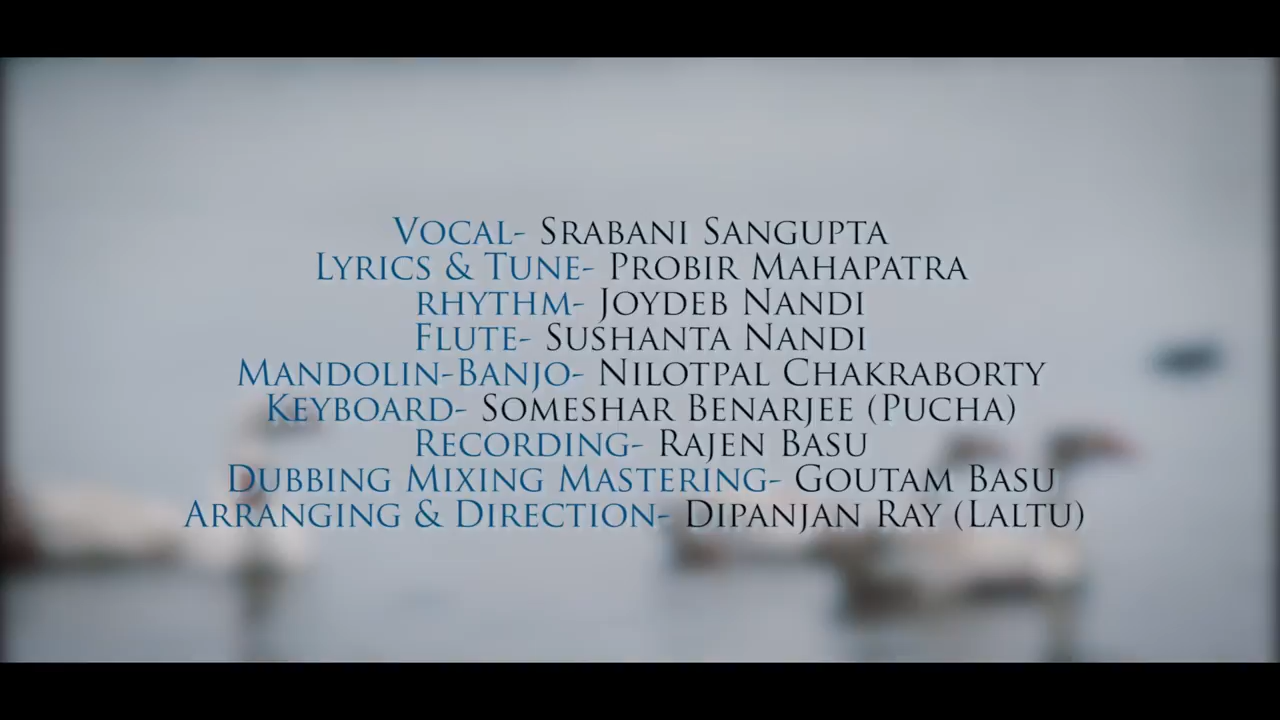 Vocal- Srabani Sangupta
Lyrics & Tune- Probir Mahapatra
rhythm- Joydeb Nandi
Flute- Sushanta Nandi
Mandolin-Banjo- Nilotpal Chakraborty
Keyboard- Someshar Benarjee (Pucha)
Recording- Rajen Basu
Dubbing Mixing Mastering- Goutam Basu
Arranging & Direction- Dipanjan Ray (Laltu)